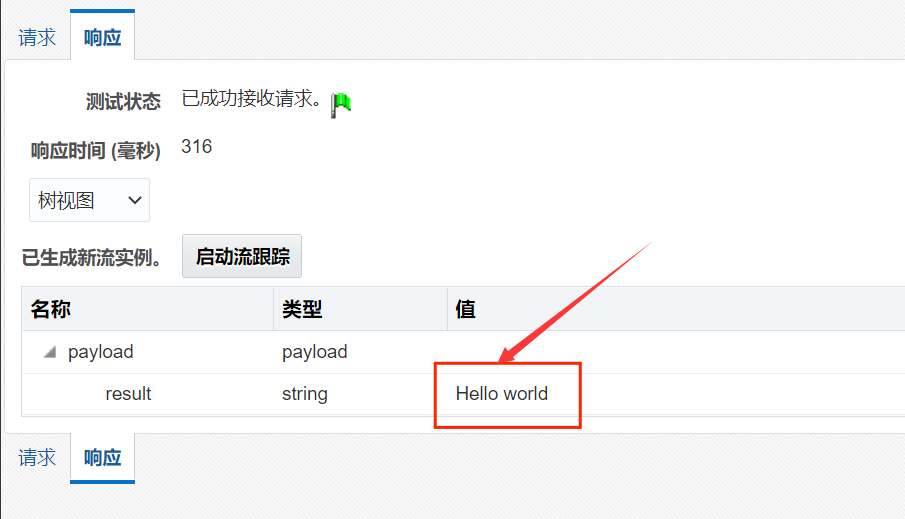 请求 响应
测试状态 已成功接收请求。
响应时间 (毫秒) 316
树视图
已生成新流实例。 启动流跟踪
名称 类型 值
payload payload
result string Hello world
请求 响应